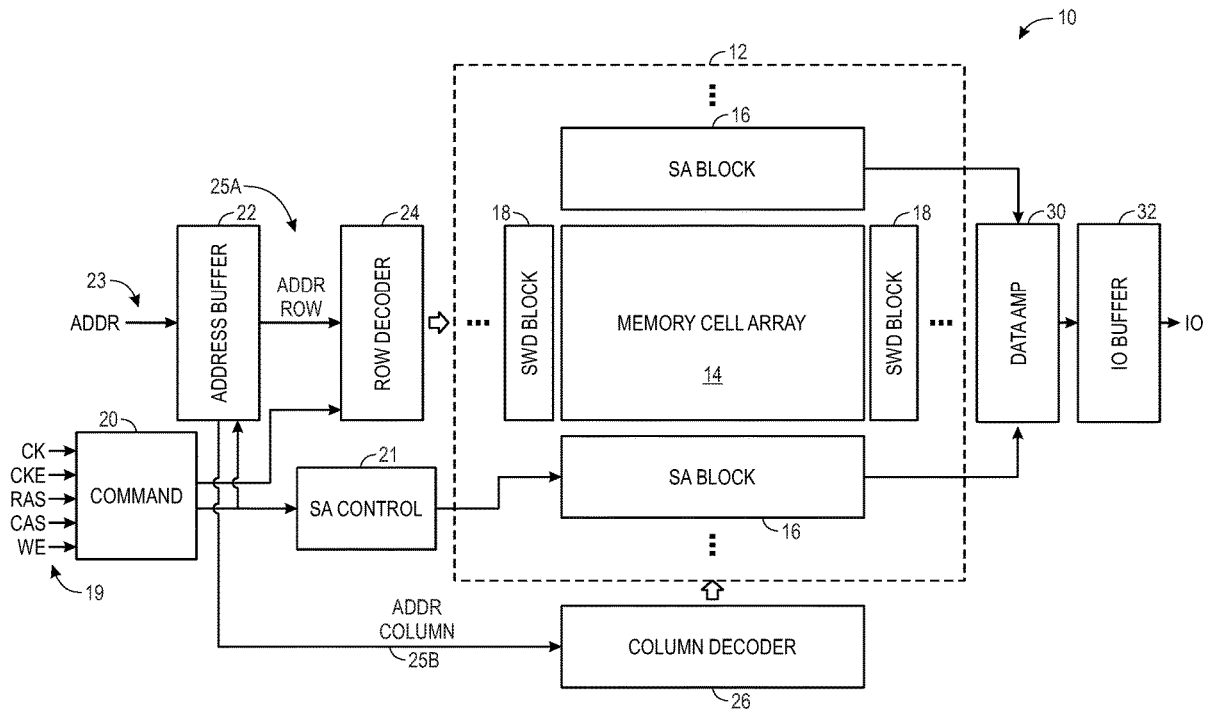 10
12
16
SA BLOCK
25A
22
24
18
18
30
32
ADDRESS BUFFER
ADDR
ROW
ROW DECODER
SWD BLOCK
MEMORY CELL ARRAY
14
SWD BLOCK
DATA AMP
IO BUFFER
IO
23
ADDR
20
CK
CKE
RAS
CAS
WE
COMMAND
19
21
SA CONTROL
SA BLOCK
16
ADDR
COLUMN
25B
COLUMN DECODER
26